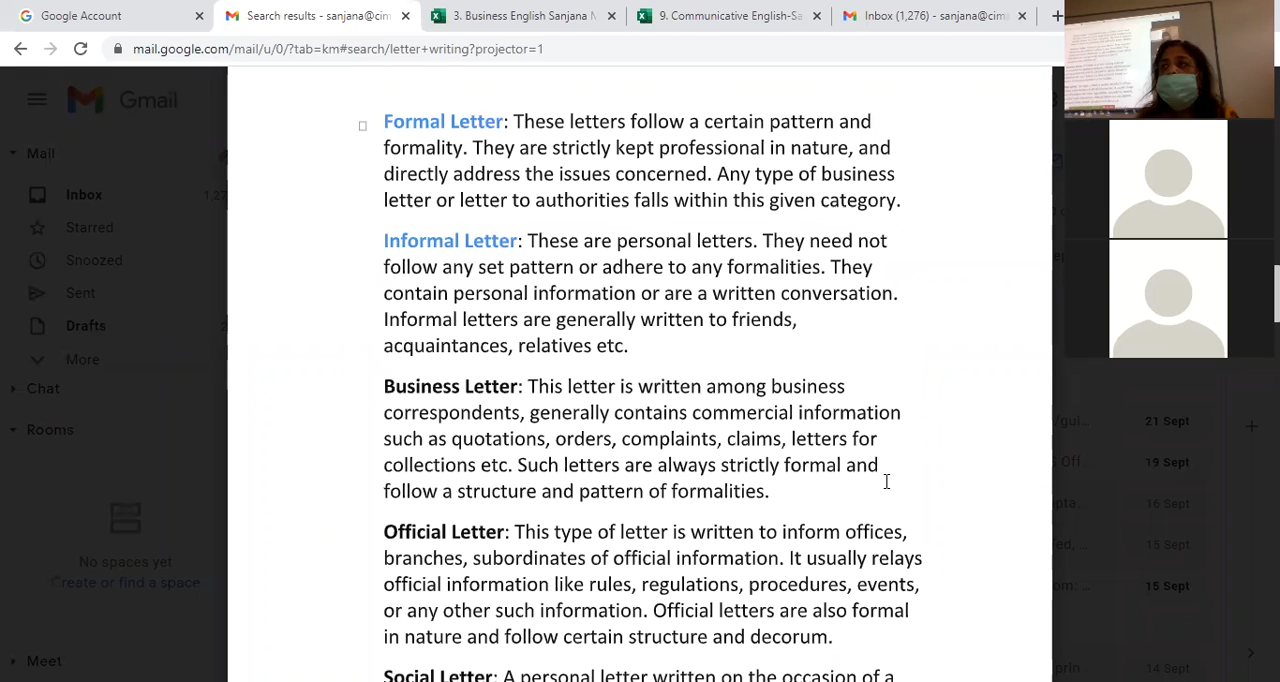 Google Account
Search results - sanjana@cim
3. Business English Sanjana M
9. Communicative English-Sa
Inbox (1,276) - sanjana@cima
mail.google.com/mail/u/0/?tab=km#search/letter+writing?projector=1
Gmail
Mail
Inbox
1,27
Starred
Snoozed
Sent
Drafts
2
More
Chat
Rooms
No spaces yet
Create or find a space
Meet
Formal Letter: These letters follow a certain pattern and
formality. They are strictly kept professional in nature, and
directly address the issues concerned. Any type of business
letter or letter to authorities falls within this given category.
Informal Letter: These are personal letters. They need not
follow any set pattern or adhere to any formalities. They
contain personal information or are a written conversation.
Informal letters are generally written to friends,
acquaintances, relatives etc.
Business Letter: This letter is written among business
correspondents, generally contains commercial information
such as quotations, orders, complaints, claims, letters for
collections etc. Such letters are always strictly formal and
follow a structure and pattern of formalities.
Official Letter: This type of letter is written to inform offices,
branches, subordinates of official information. It usually relays
official information like rules, regulations, procedures, events,
or any other such information. Official letters are also formal
in nature and follow certain structure and decorum.
Social Letter: A personal letter written on the occasion of a
/gui...
21 Sept
Off...
19 Sept
pta...
16 Sept
ed, ...
15 Sept
om: ...
15 Sept
prin
14 Sept